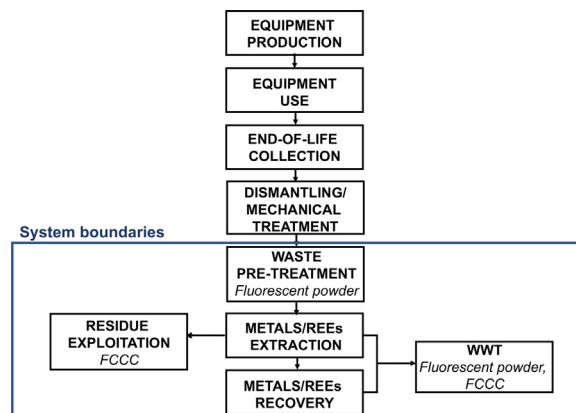 EQUIPMENT
PRODUCTION
EQUIPMENT
USE
END-OF-LIFE
COLLECTION
DISMANTLING/
MECHANICAL
TREATMENT
System boundaries
WASTE
PRE-TREATMENT
Fluorescent powder
RESIDUE
EXPLOITATION
FCCC
METALS/REEs
EXTRACTION
WWT
Fluorescent powder,
FCCC
METALS/REEs
RECOVERY